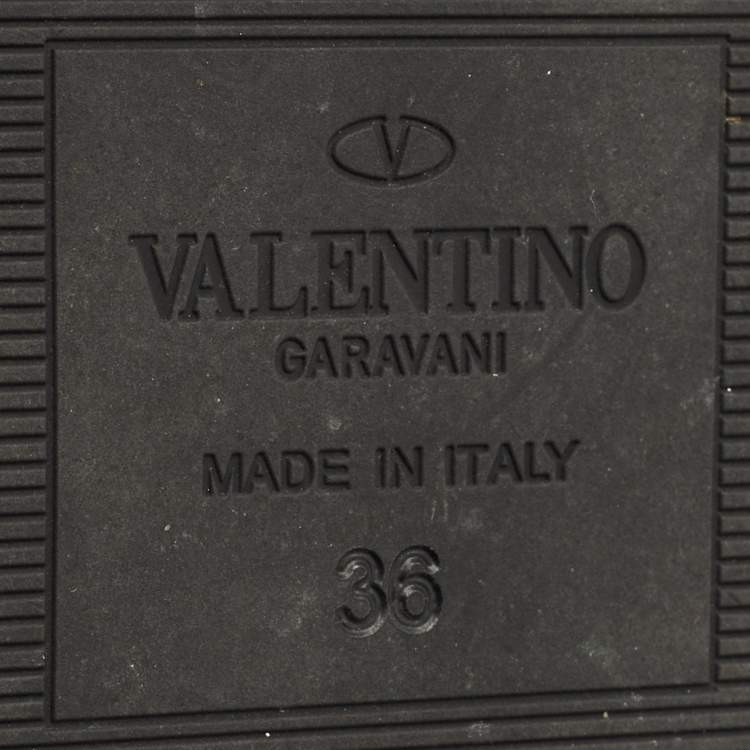 V
VALENTINO
GARAVANI
MADE IN ITALY
36